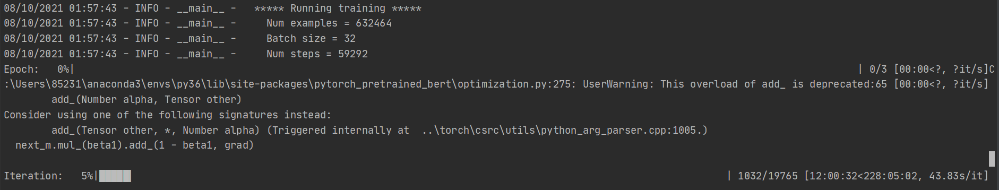 08/10/2021 01:57:43 - INFO - __main__ -   ***** Running training *****
08/10/2021 01:57:43 - INFO - __main__ -     Num examples = 632464
08/10/2021 01:57:43 - INFO - __main__ -     Batch size = 32
08/10/2021 01:57:43 - INFO - __main__ -     Num steps = 59292
Epoch:   0%|          | 0/3 [00:00<?, ?it/s]C
:\Users\85231\anaconda3\envs\py36\lib\site-packages\pytorch_pretrained_bert\optimization.py:275: UserWarning: This overload of add_ is deprecated:65 [00:00<?, ?it/s]
        add_(Number alpha, Tensor other)
Consider using one of the following signatures instead:
        add_(Tensor other, *, Number alpha) (Triggered internally at  ..\torch\csrc\utils\python_arg_parser.cpp:1005.)
  next_m.mul_(beta1).add_(1 - beta1, grad)
Iteration:   5%|█████          | 1032/19765 [12:00:32<228:05:02, 43.83s/it]